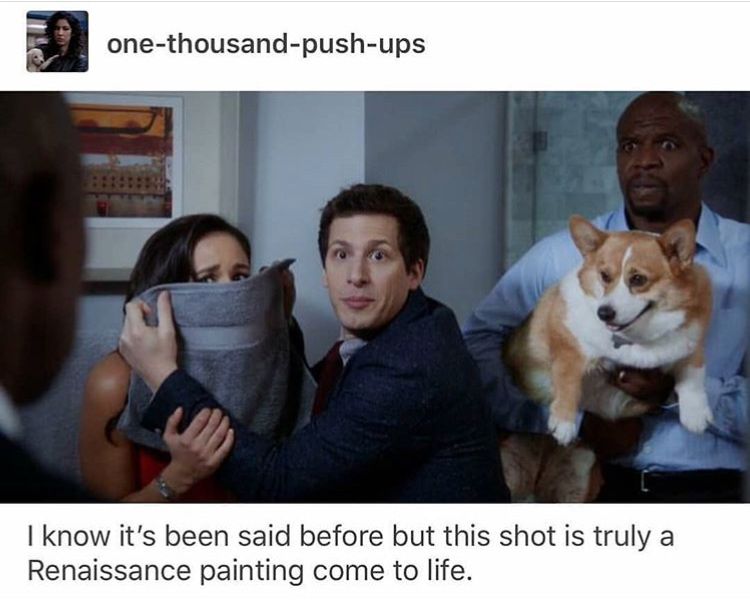 one-thousand-push-ups
I know it's been said before but this shot is truly a
Renaissance painting come to life.